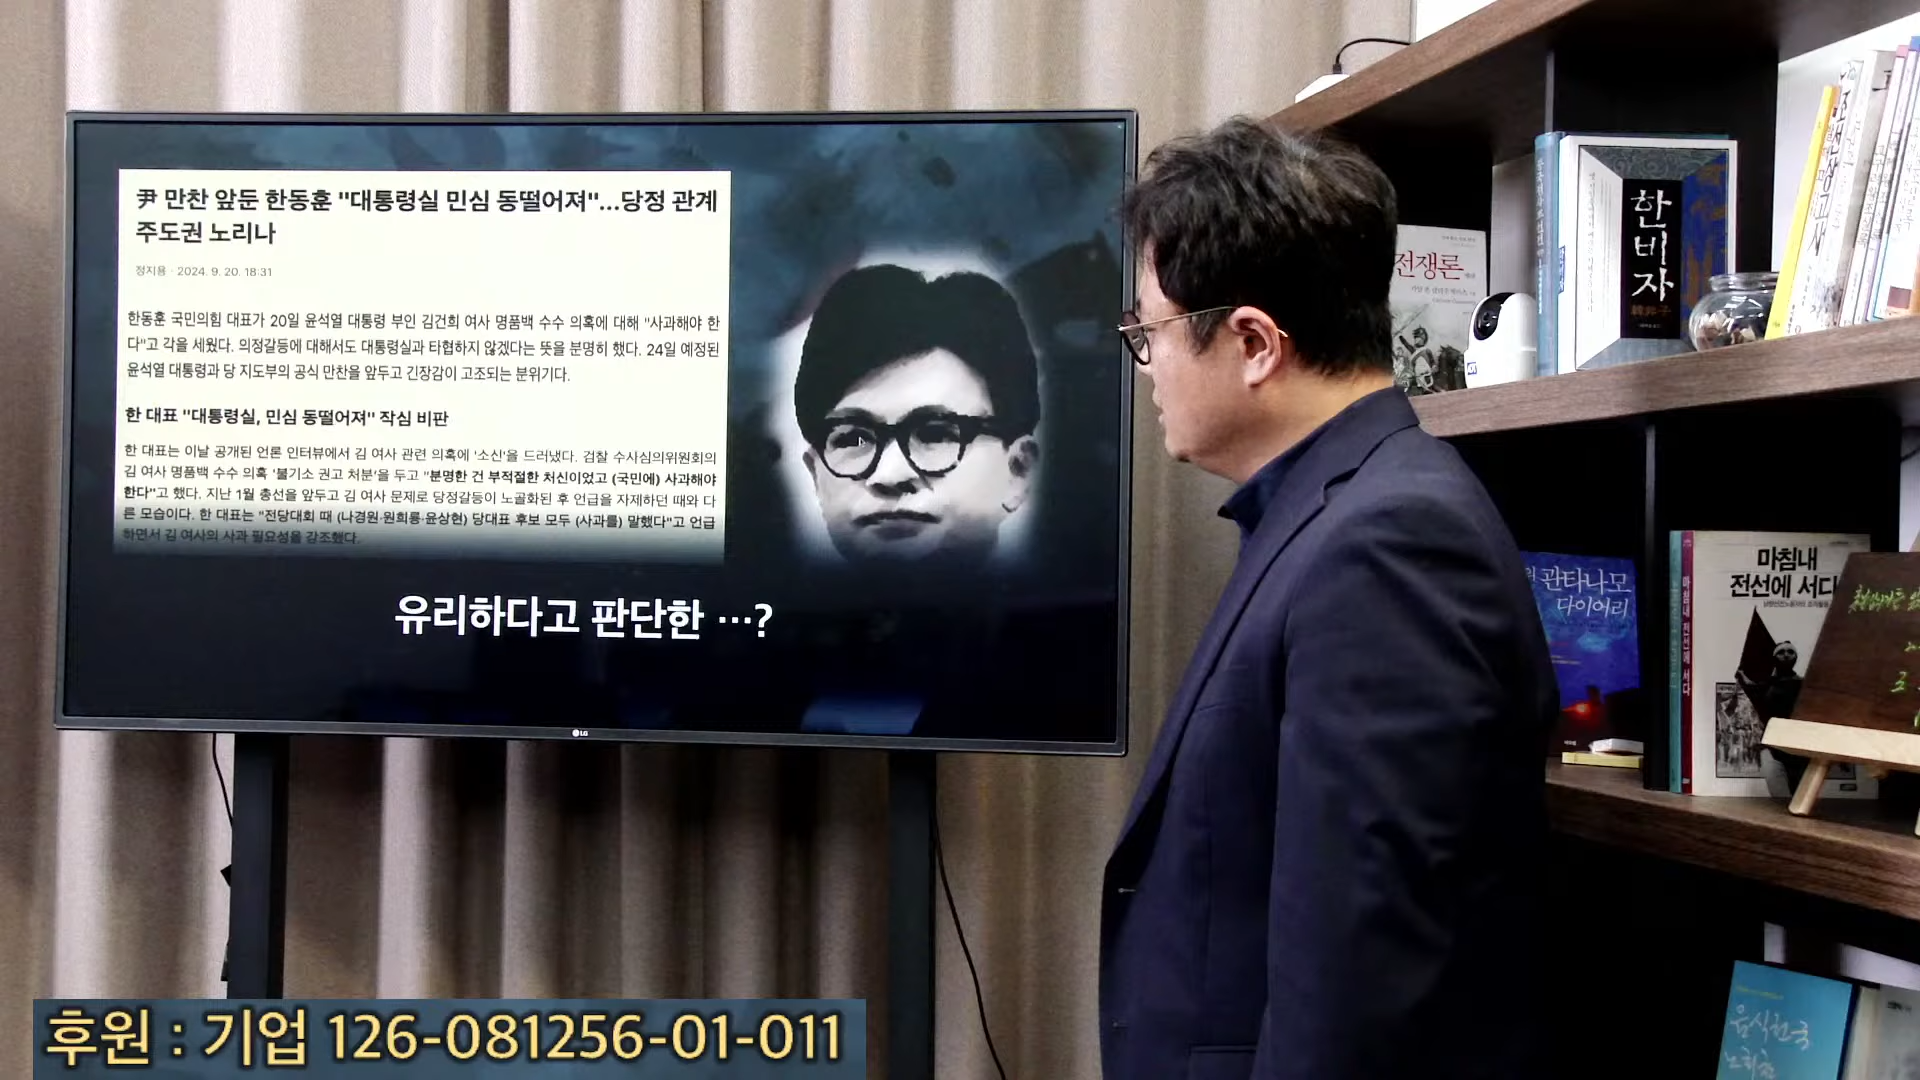 尹 만찬 앞둔 한동훈 "대통령실 민심 동떨어져"...당정 관계
주도권 노리나
정지용 · 2024. 9. 20. 18:31
한동훈 국민의힘 대표가 20일 윤석열 대통령 부인 김건희 여사 명품백 수수 의혹에 대해 "사과해야 한
다"고 각을 세웠다. 의정갈등에 대해서도 대통령실과 타협하지 않겠다는 뜻을 분명히 했다. 24일 예정된
윤석열 대통령과 당 지도부의 공식 만찬을 앞두고 긴장감이 고조되는 분위기다.
한 대표 "대통령실, 민심 동떨어져" 작심 비판
한 대표는 이날 공개된 언론 인터뷰에서 김 여사 관련 의혹에 '소신'을 드러냈다. 검찰 수사심의위원회의
김 여사 명품백 수수 의혹 '불기소 권고 처분'을 두고 "분명한 건 부적절한 처신이었고 (국민에) 사과해야
한다"고 했다. 지난 1월 총선을 앞두고 김 여사 문제로 당정갈등이 노골화된 후 언급을 자제하던 때와 다
른 모습이다. 한 대표는 "전당대회 때 (나경원·원희룡·윤상현) 당대표 후보 모두 (사과를) 말했다"고 언급
하면서 김 여사의 사과 필요성을 강조했다.
유리하다고 판단한 …?
LG
전쟁론
한비자
韓非子
관타나모
다이어리
마침내
전선에 서다
마침내 전선에 서다
음식천국
노회찬
후원 : 기업 126-081256-01-011